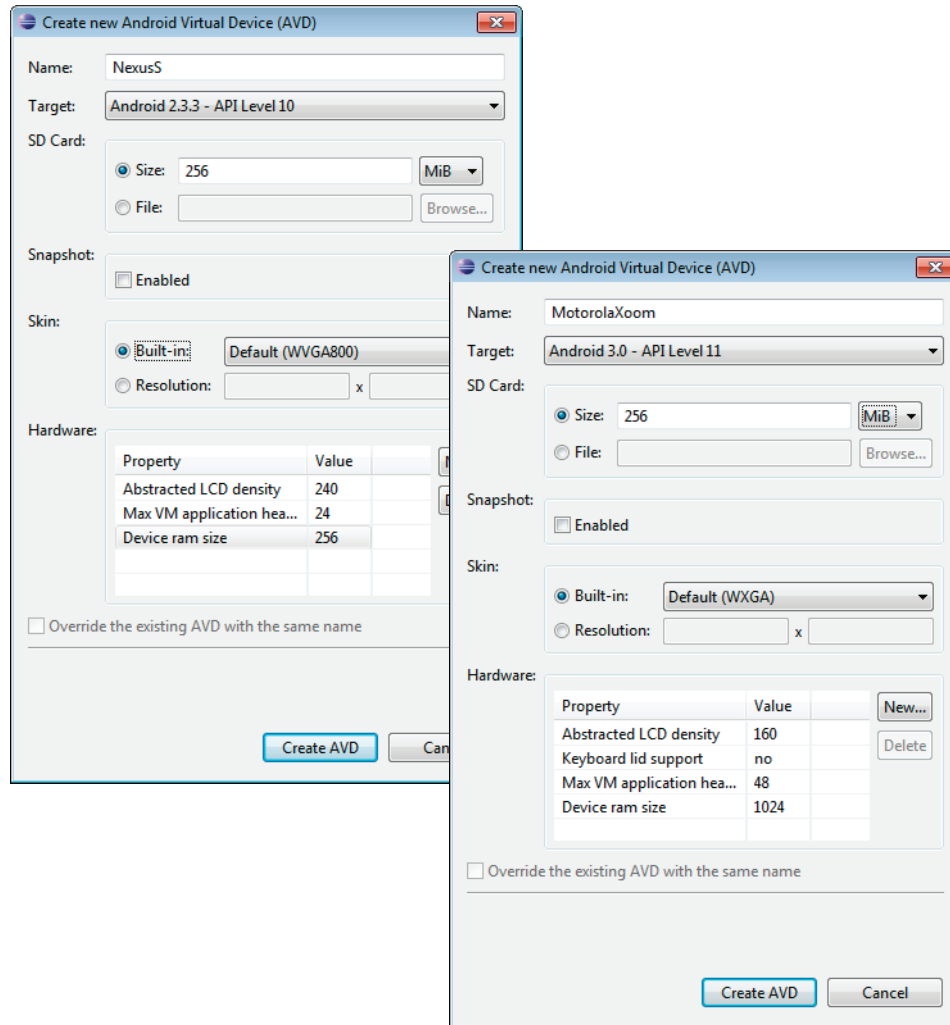 Create new Android Virtual Device (AVD)
Name: NexusS
Target: Android 2.3.3 - API Level 10
SD Card:
Size: 256 MiB
File: Browse...
Snapshot:
Enabled
Skin:
Built-in: Default (WVGA800)
Resolution: x
Hardware:
Property Value
Abstracted LCD density 240
Max VM application hea... 24
Device ram size 256
Override the existing AVD with the same name
Create AVD
Create new Android Virtual Device (AVD)
Name: MotorolaXoom
Target: Android 3.0 - API Level 11
SD Card:
Size: 256 MiB
File: Browse...
Snapshot:
Enabled
Skin:
Built-in: Default (WXGA)
Resolution: x
Hardware:
Property Value New...
Abstracted LCD density 160 Delete
Keyboard lid support no
Max VM application hea... 48
Device ram size 1024
Override the existing AVD with the same name
Create AVD Cancel